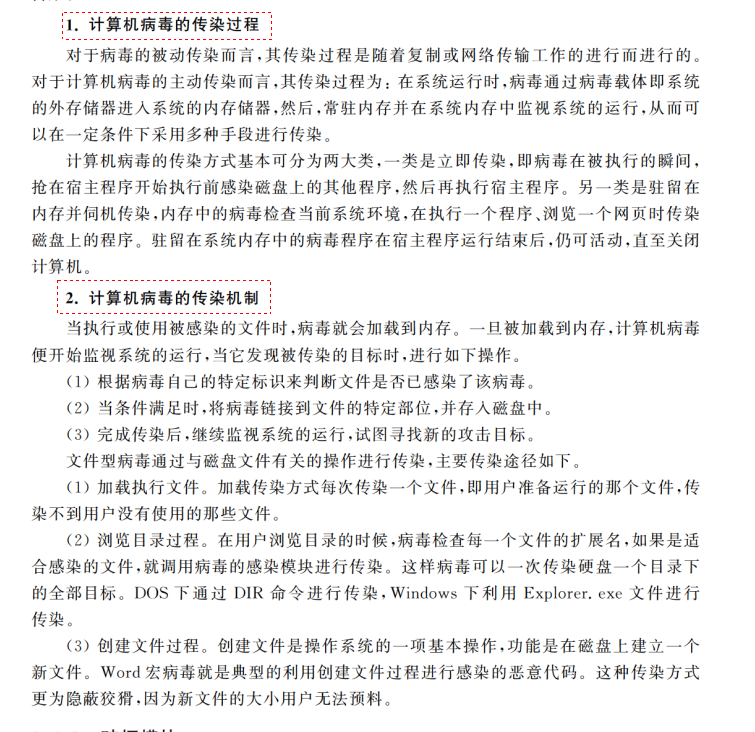 1. 计算机病毒的传染过程
对于病毒的被动传染而言,其传染过程是随着复制或网络传输工作的进行而进行的。
对于计算机病毒的主动传染而言,其传染过程为：在系统运行时,病毒通过病毒载体即系统
的外存储器进入系统的内存储器,然后,常驻内存并在系统内存中监视系统的运行,从而可
以在一定条件下采用多种手段进行传染。
计算机病毒的传染方式基本可分为两大类,一类是立即传染,即病毒在被执行的瞬间,
抢在宿主程序开始执行前感染磁盘上的其他程序,然后再执行宿主程序。另一类是驻留在
内存并伺机传染,内存中的病毒检查当前系统环境,在执行一个程序、浏览一个网页时传染
磁盘上的程序。驻留在系统内存中的病毒程序在宿主程序运行结束后,仍可活动,直至关闭
计算机。
2. 计算机病毒的传染机制
当执行或使用被感染的文件时,病毒就会加载到内存。一旦被加载到内存,计算机病毒
便开始监视系统的运行,当它发现被传染的目标时,进行如下操作。
(1) 根据病毒自己的特定标识来判断文件是否已感染了该病毒。
(2) 当条件满足时,将病毒链接到文件的特定部位,并存入磁盘中。
(3) 完成传染后,继续监视系统的运行,试图寻找新的攻击目标。
文件型病毒通过与磁盘文件有关的操作进行传染,主要传染途径如下。
(1) 加载执行文件。加载传染方式每次传染一个文件,即用户准备运行的那个文件,传
染不到用户没有使用的那些文件。
(2) 浏览目录过程。在用户浏览目录的时候,病毒检查每一个文件的扩展名,如果是适
合感染的文件,就调用病毒的感染模块进行传染。这样病毒可以一次传染硬盘一个目录下
的全部目标。DOS 下通过 DIR 命令进行传染,Windows 下利用 Explorer. exe 文件进行
传染。
(3) 创建文件过程。创建文件是操作系统的一项基本操作,功能是在磁盘上建立一个
新文件。Word 宏病毒就是典型的利用创建文件过程进行感染的恶意代码。这种传染方式
更为隐蔽狡猾,因为新文件的大小用户无法预料。